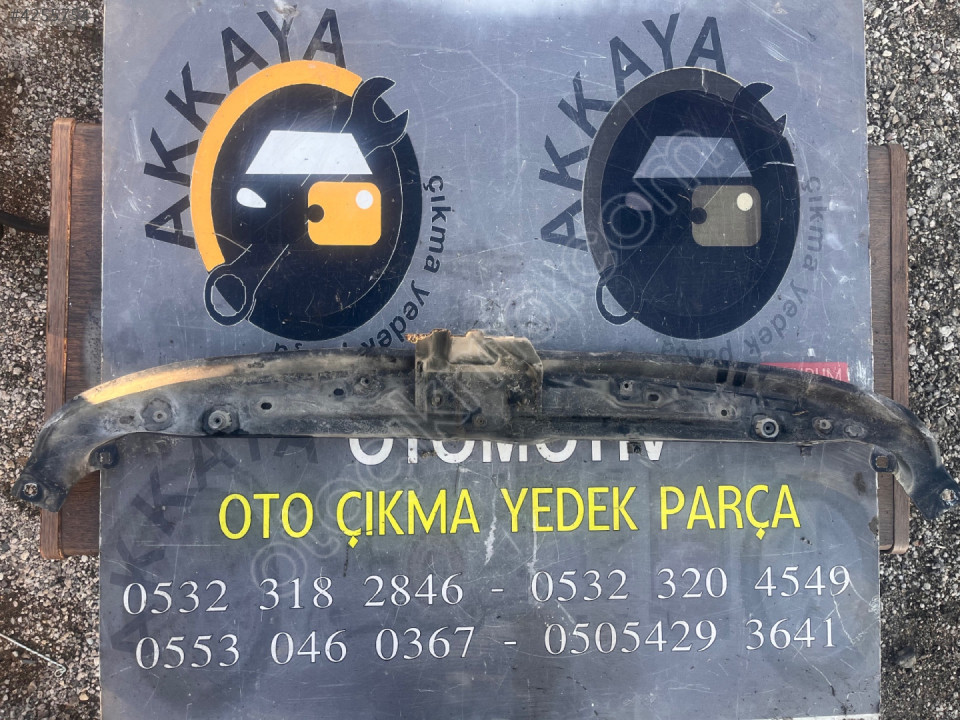 AKKAYA
çıkma yedek
AKKAYA
çıkma yedek parça
OTOMOTİV
OTO ÇIKMA YEDEK PARÇA
0532 318 2846 - 0532 320 4549
0553 046 0367 - 0505429 3641